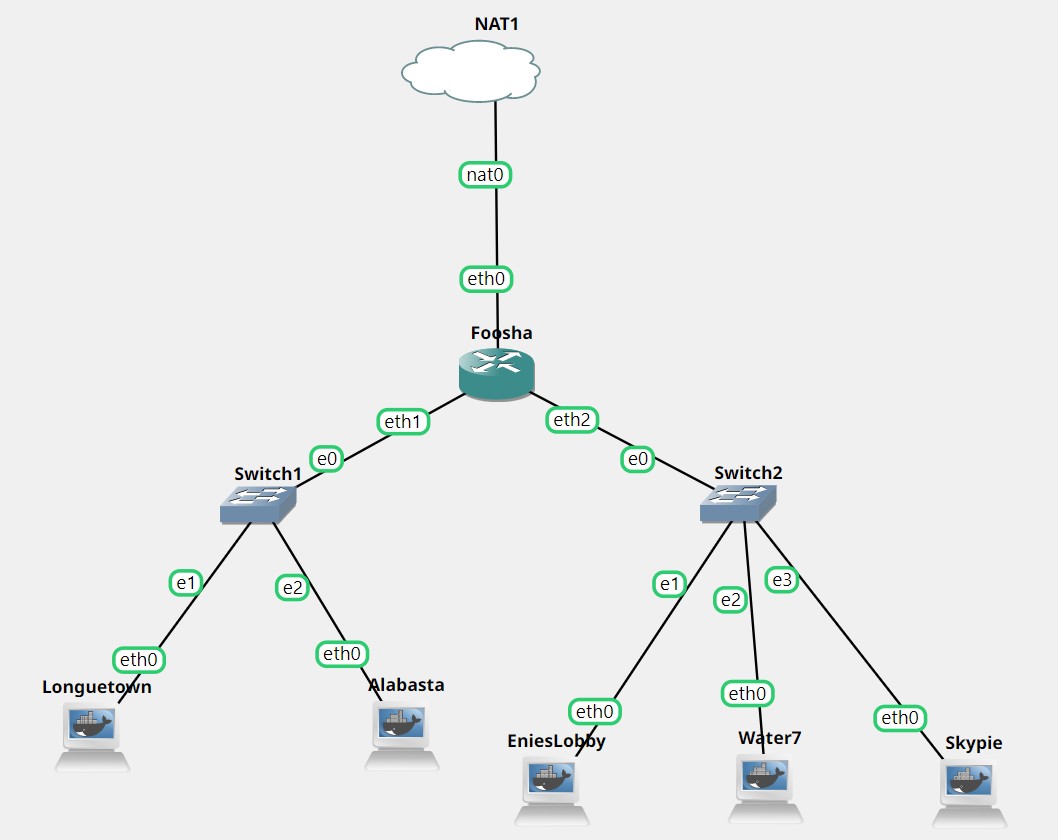 NAT1
nat0
eth0
Foosha
eth1
eth2
e0
e0
Switch1
Switch2
e1
e2
e1
e2
e3
eth0
eth0
Longuetown
Alabasta
eth0
eth0
eth0
EniesLobby
Water7
Skypie